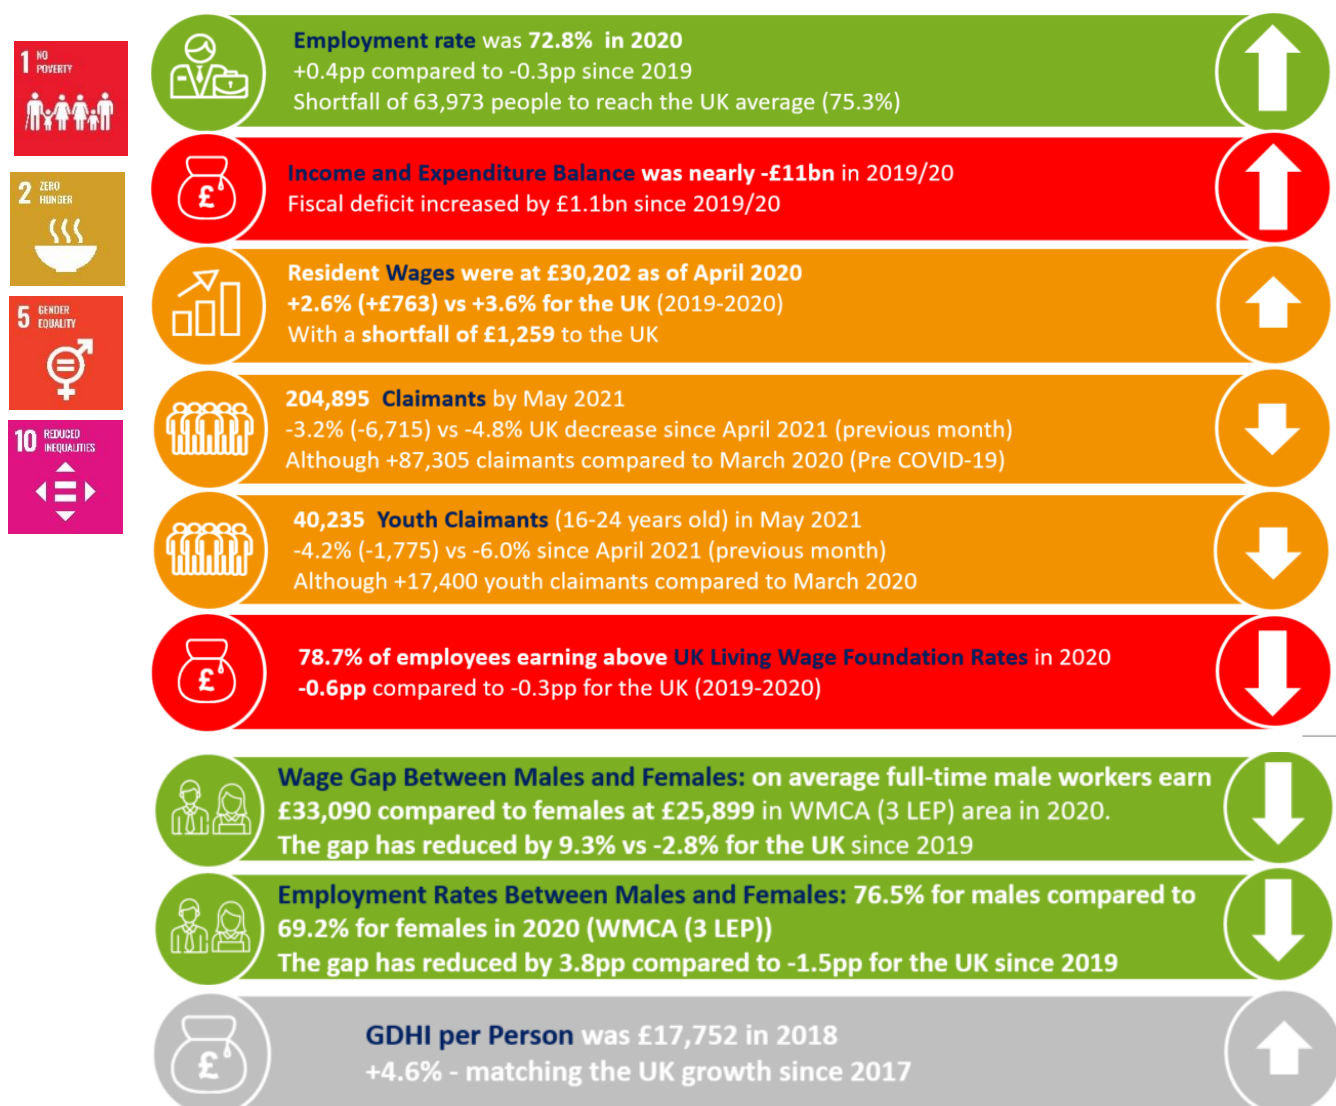 1 NO
POVERTY
2 ZERO
HUNGER
5 GENDER
EQUALITY
10 REDUCED
INEQUALITIES
Employment rate was 72.8% in 2020
+0.4pp compared to -0.3pp since 2019
Shortfall of 63,973 people to reach the UK average (75.3%)
£
Income and Expenditure Balance was nearly -£11bn in 2019/20
Fiscal deficit increased by £1.1bn since 2019/20
Resident Wages were at £30,202 as of April 2020
+2.6% (+£763) vs +3.6% for the UK (2019-2020)
With a shortfall of £1,259 to the UK
204,895 Claimants by May 2021
-3.2% (-6,715) vs -4.8% UK decrease since April 2021 (previous month)
Although +87,305 claimants compared to March 2020 (Pre COVID-19)
40,235 Youth Claimants (16-24 years old) in May 2021
-4.2% (-1,775) vs -6.0% since April 2021 (previous month)
Although +17,400 youth claimants compared to March 2020
£
78.7% of employees earning above UK Living Wage Foundation Rates in 2020
-0.6pp compared to -0.3pp for the UK (2019-2020)
Wage Gap Between Males and Females: on average full-time male workers earn
£33,090 compared to females at £25,899 in WMCA (3 LEP) area in 2020.
The gap has reduced by 9.3% vs -2.8% for the UK since 2019
Employment Rates Between Males and Females: 76.5% for males compared to
69.2% for females in 2020 (WMCA (3 LEP))
The gap has reduced by 3.8pp compared to -1.5pp for the UK since 2019
£
GDHI per Person was £17,752 in 2018
+4.6% - matching the UK growth since 2017